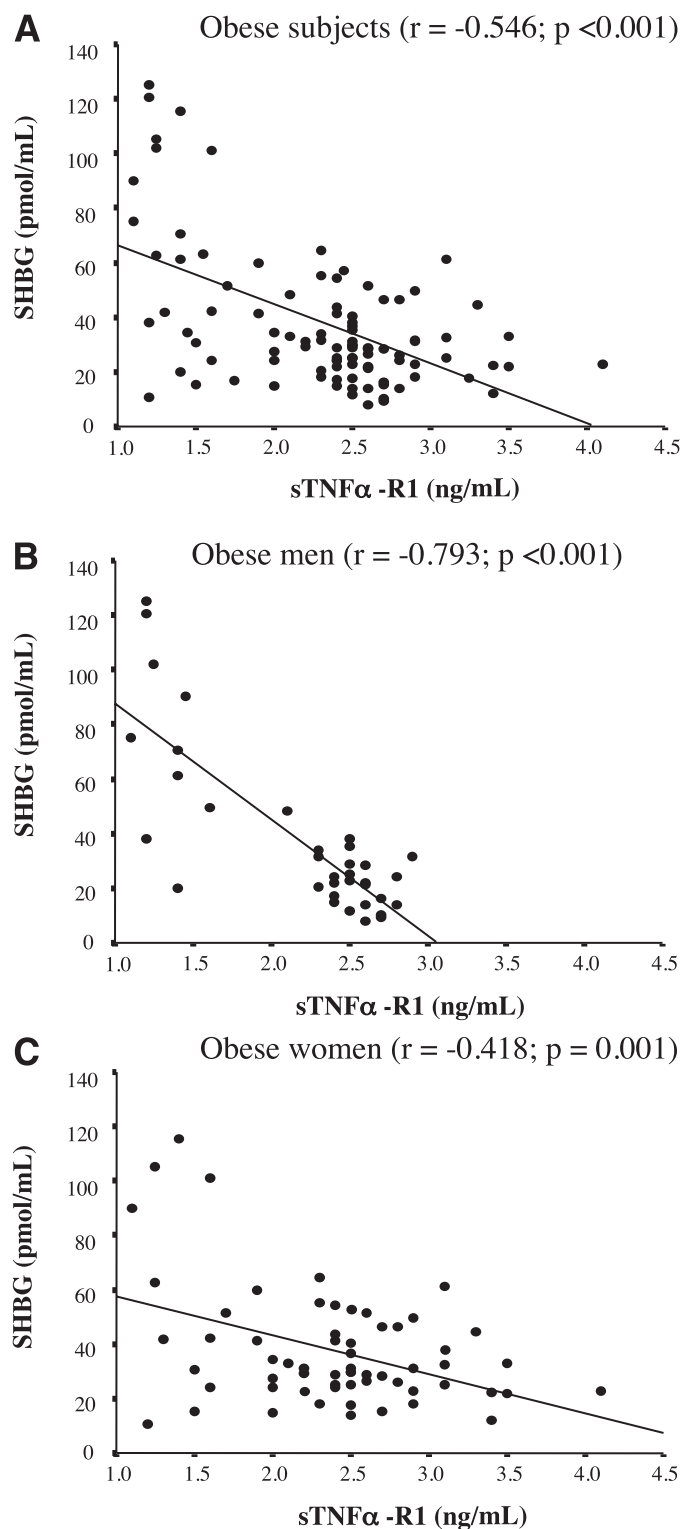 A
Obese subjects (r = -0.546; p <0.001)
SHBG (pmol/mL)
140
120
100
80
60
40
20
0
1.0 1.5 2.0 2.5 3.0 3.5 4.0 4.5
sTNFα -R1 (ng/mL)
B
Obese men (r = -0.793; p <0.001)
SHBG (pmol/mL)
140
120
100
80
60
40
20
0
1.0 1.5 2.0 2.5 3.0 3.5 4.0 4.5
sTNFα -R1 (ng/mL)
C
Obese women (r = -0.418; p = 0.001)
SHBG (pmol/mL)
140
120
100
80
60
40
20
0
1.0 1.5 2.0 2.5 3.0 3.5 4.0 4.5
sTNFα -R1 (ng/mL)